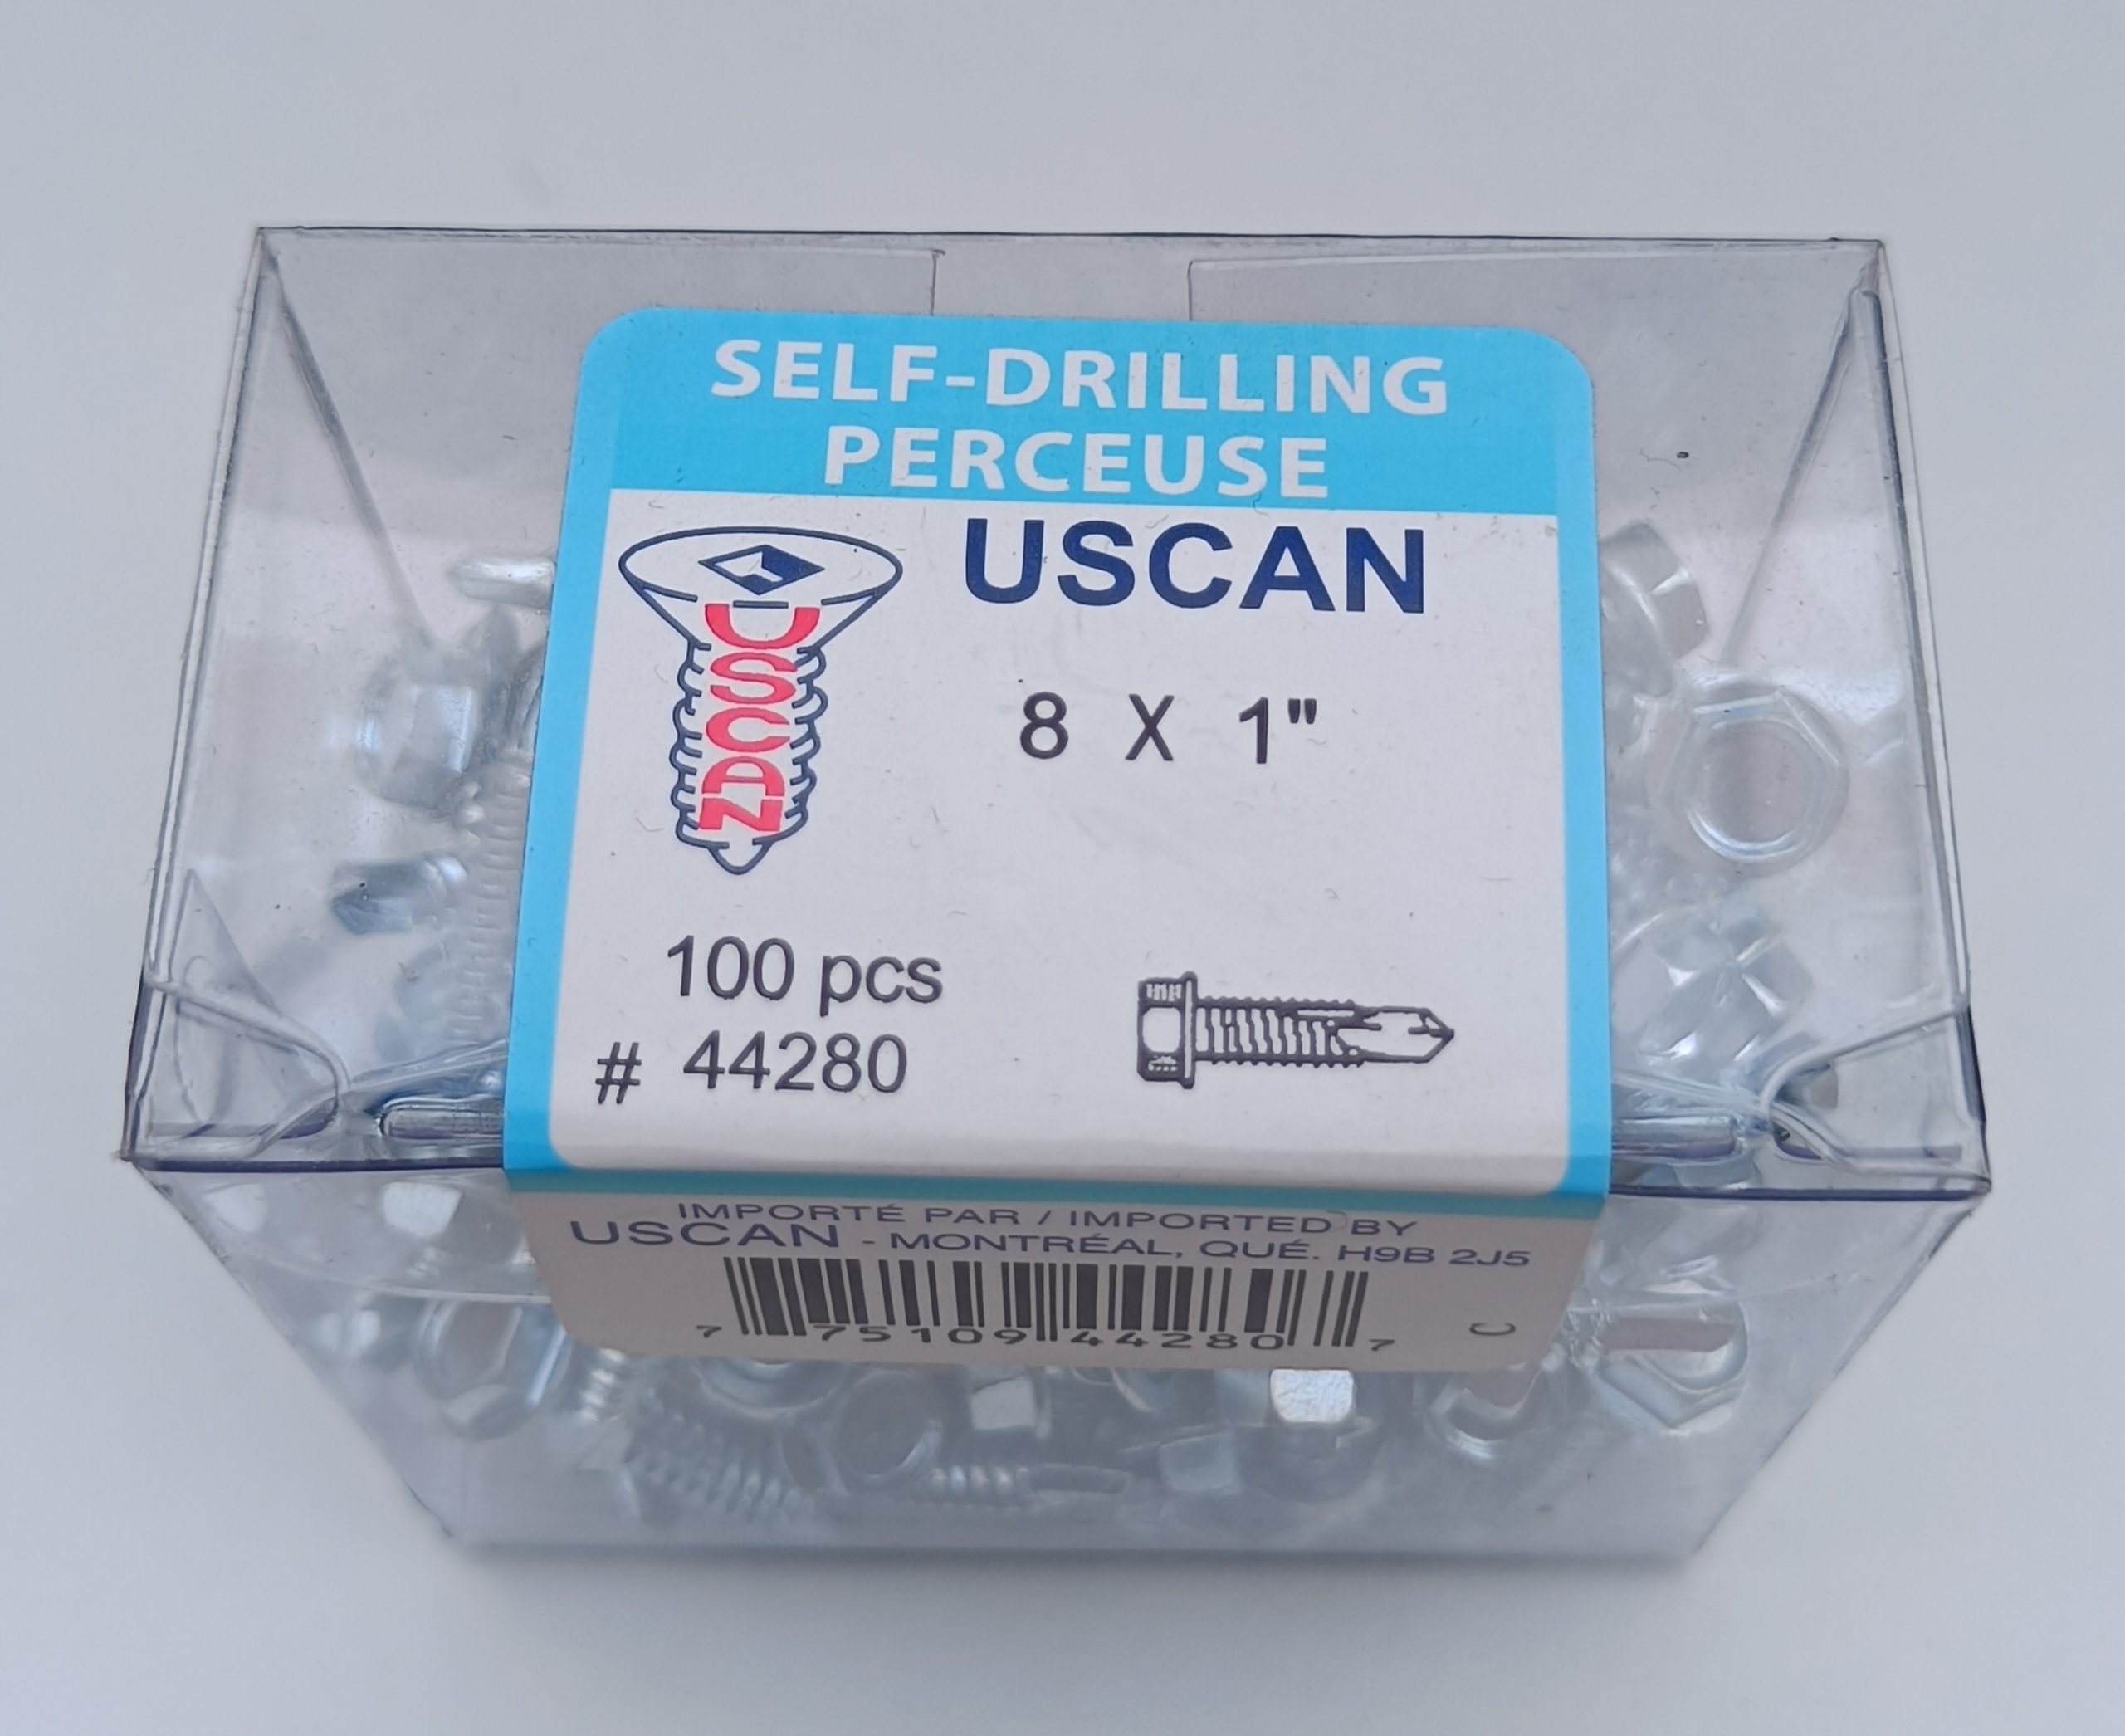 SELF-DRILLING
PERCEUSE
USCAN
USCAN
8 X 1"
100 pcs
# 44280
IMPORTÉ PAR / IMPORTED BY
USCAN - MONTRÉAL, QUÉ. H9B 2J5
7 75109 44280 7
C